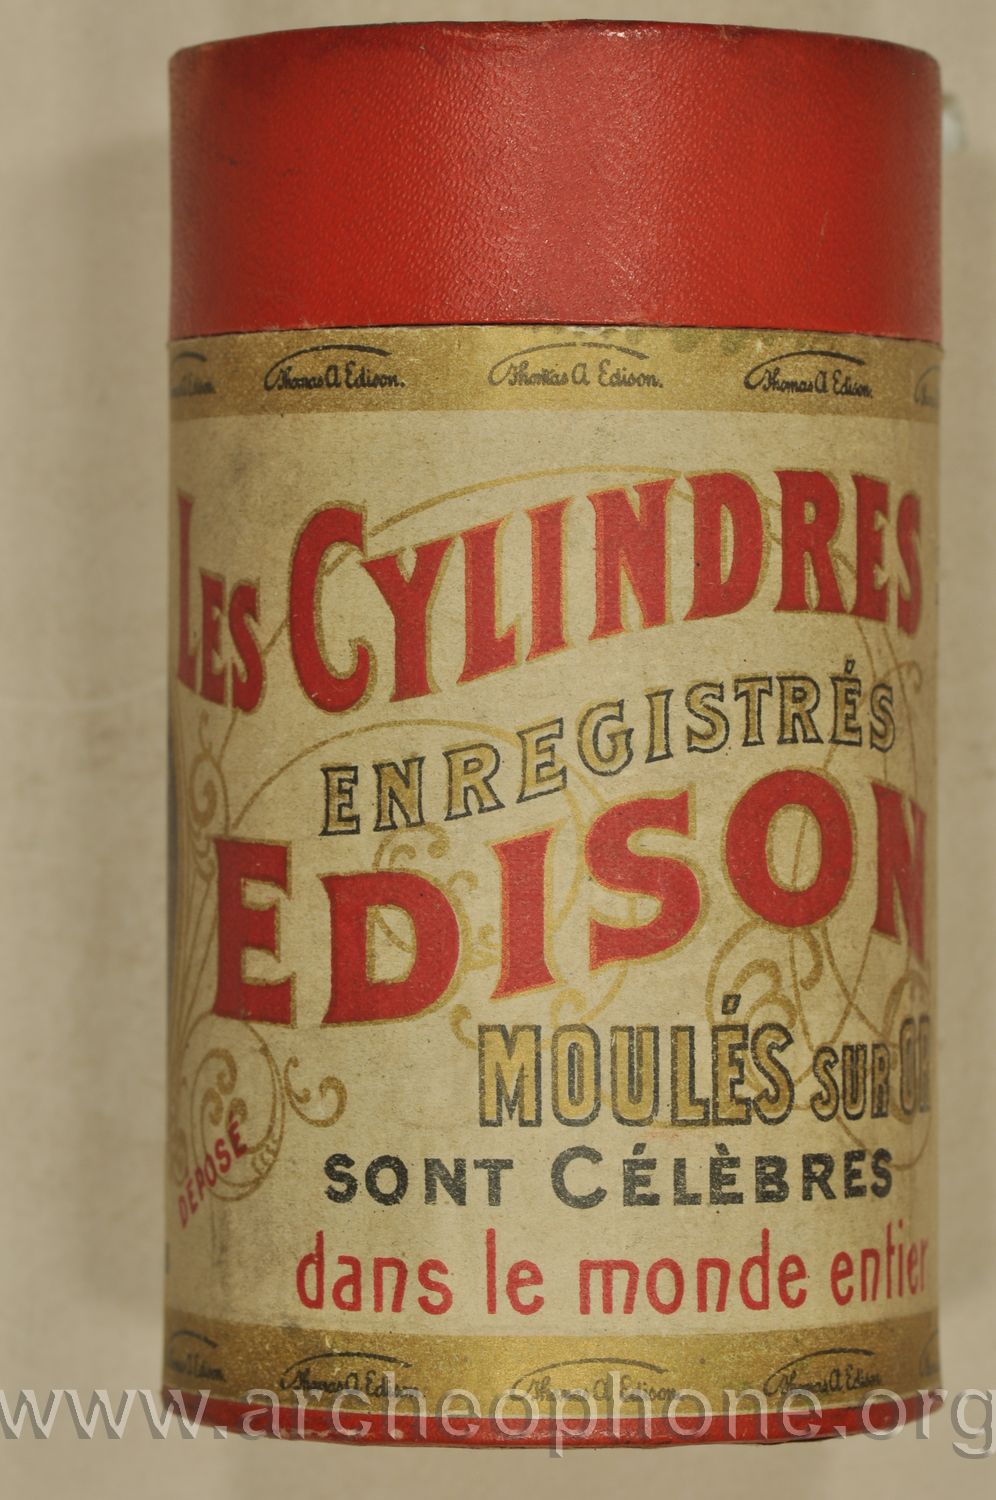 Thomas A Edison. Thomas A Edison. Thomas A Edison.
LES CYLINDRES
ENREGISTRÉS
EDISON
MOULÉS SUR OR
SONT CÉLÈBRES
DÉPOSÉ
dans le monde entier
Thomas A Edison. Thomas A Edison. Thomas A Edison
www.archeophone.org